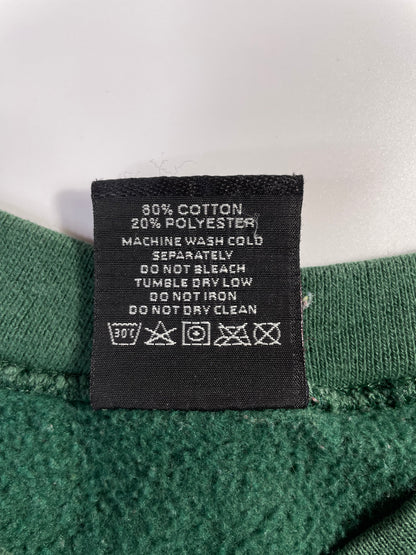 80% COTTON
20% POLYESTER
MACHINE WASH COLD
SEPARATELY
DO NOT BLEACH
TUMBLE DRY LOW
DO NOT IRON
DO NOT DRY CLEAN
30°C